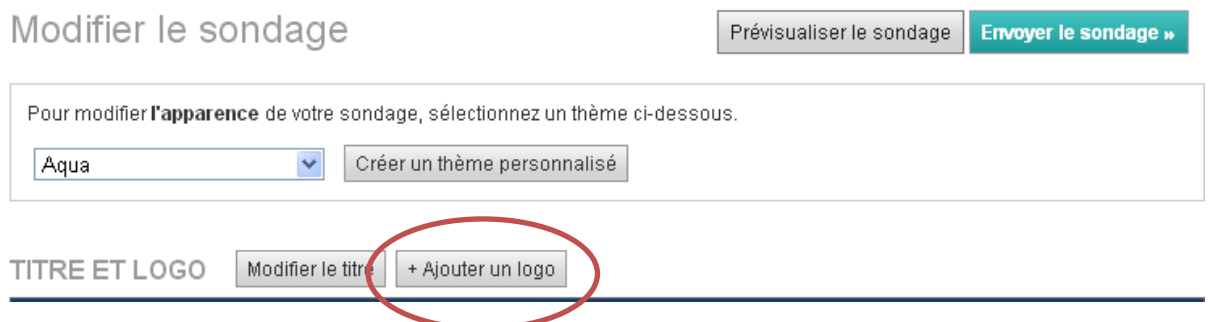 Modifier le sondage
Prévisualiser le sondage
Envoyer le sondage »
Pour modifier l'apparence de votre sondage, sélectionnez un thème ci-dessous.
Aqua
Créer un thème personnalisé
TITRE ET LOGO
Modifier le titre
+ Ajouter un logo